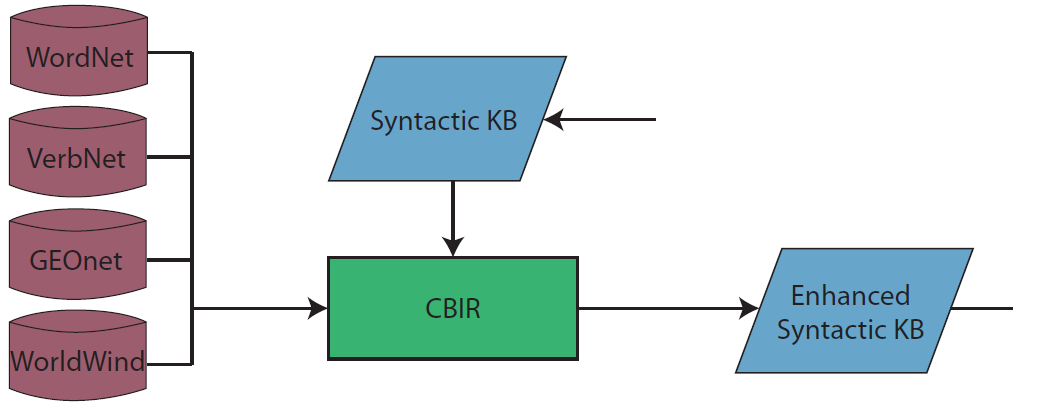 WordNet
VerbNet
GEOnet
WorldWind
Syntactic KB
CBIR
Enhanced
Syntactic KB